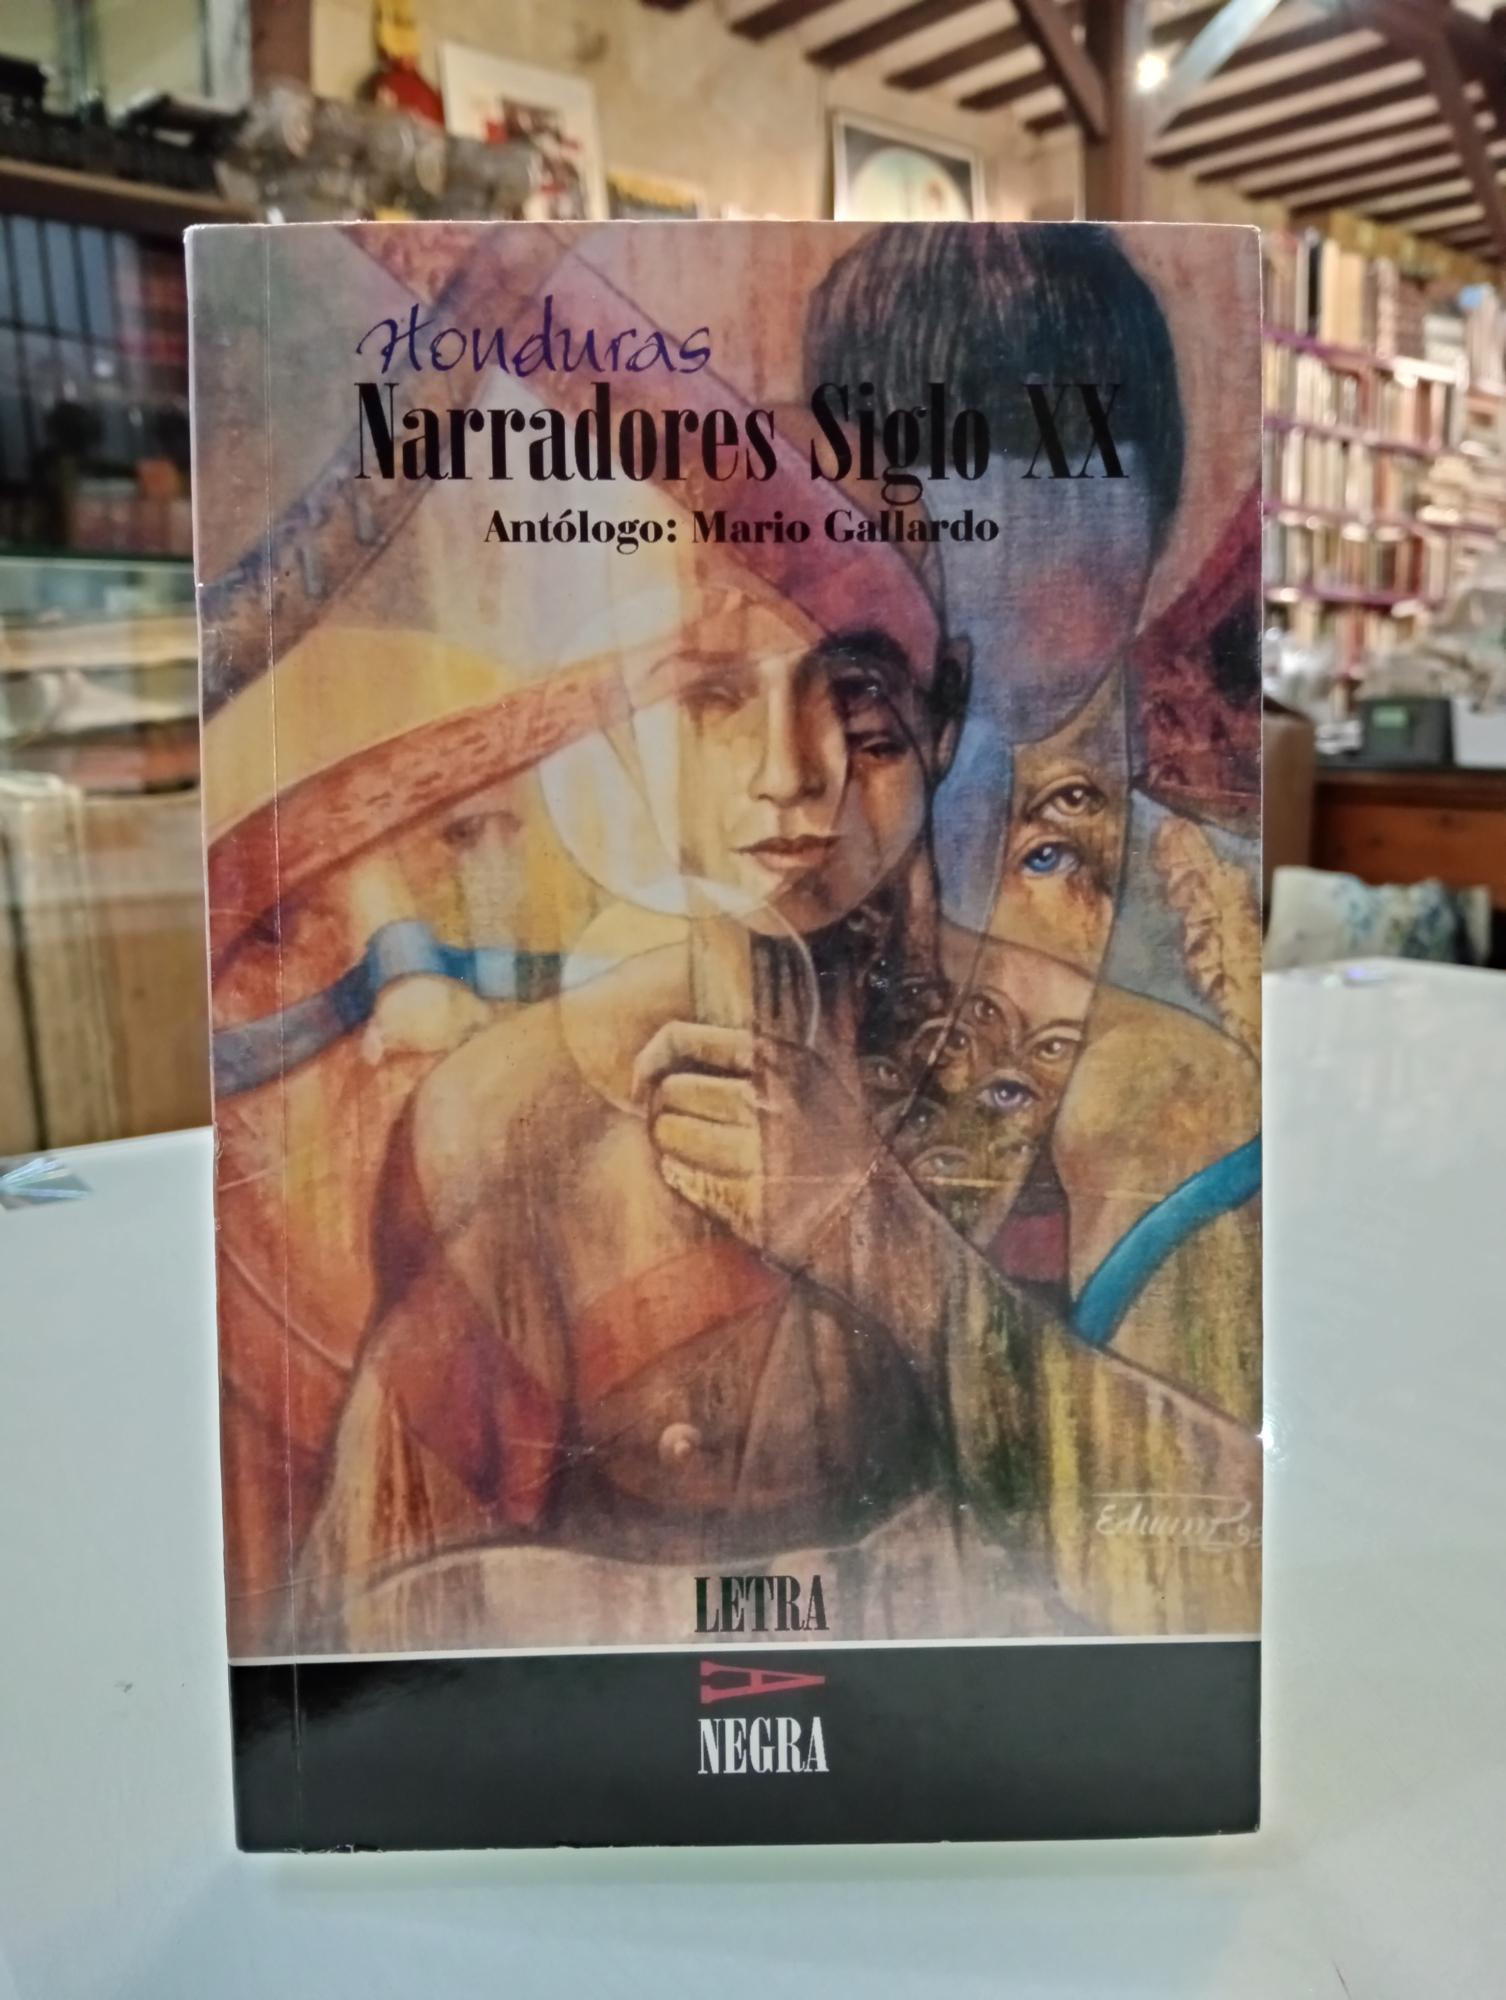 Honduras
Narradores Siglo XX
Antólogo: Mario Gallardo
LETRA
A
NEGRA